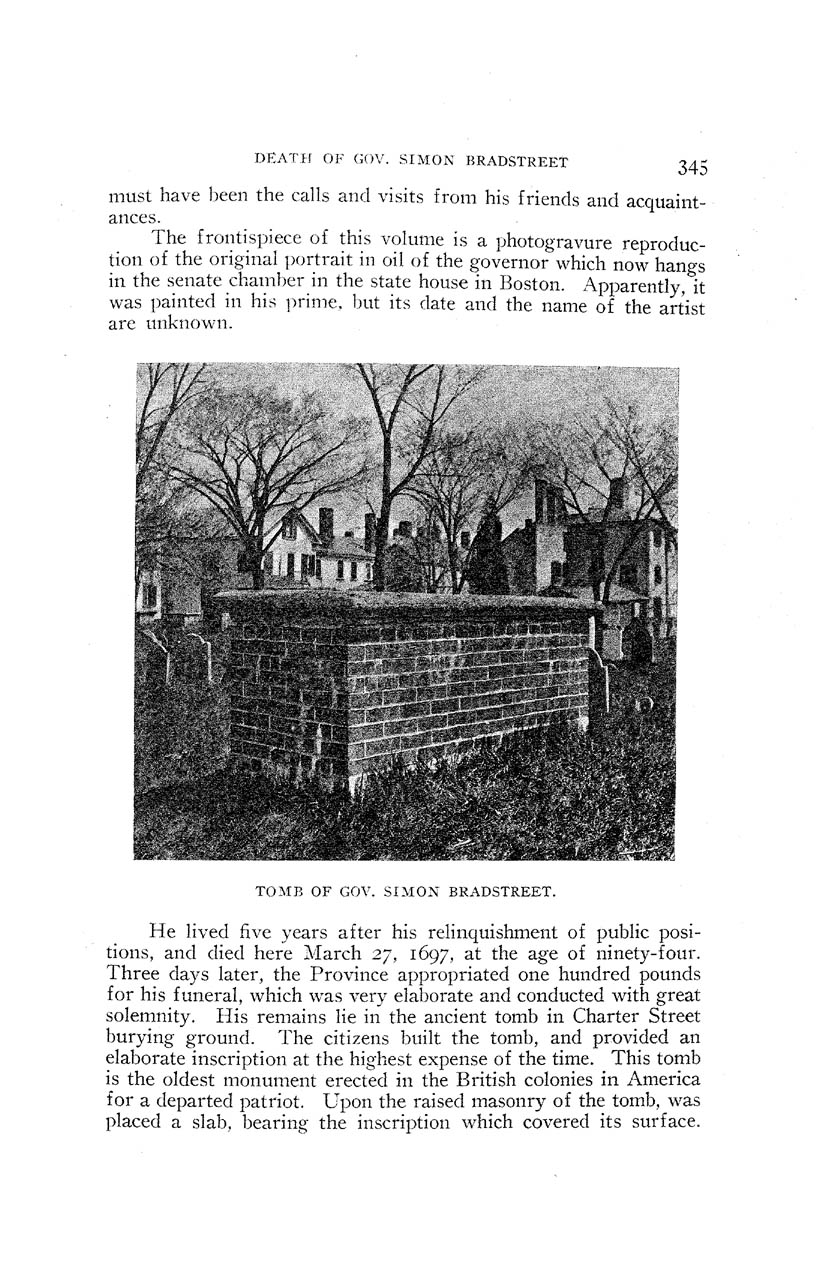 DEATH OF GOV. SIMON BRADSTREET 345
must have been the calls and visits from his friends and acquaint-
ances.
The frontispiece of this volume is a photogravure reproduc-
tion of the original portrait in oil of the governor which now hangs
in the senate chamber in the state house in Boston. Apparently, it
was painted in his prime, but its date and the name of the artist
are unknown.
TOMB OF GOV. SIMON BRADSTREET.
He lived five years after his relinquishment of public posi-
tions, and died here March 27, 1697, at the age of ninety-four.
Three days later, the Province appropriated one hundred pounds
for his funeral, which was very elaborate and conducted with great
solemnity. His remains lie in the ancient tomb in Charter Street
burying ground. The citizens built the tomb, and provided an
elaborate inscription at the highest expense of the time. This tomb
is the oldest monument erected in the British colonies in America
for a departed patriot. Upon the raised masonry of the tomb, was
placed a slab, bearing the inscription which covered its surface.